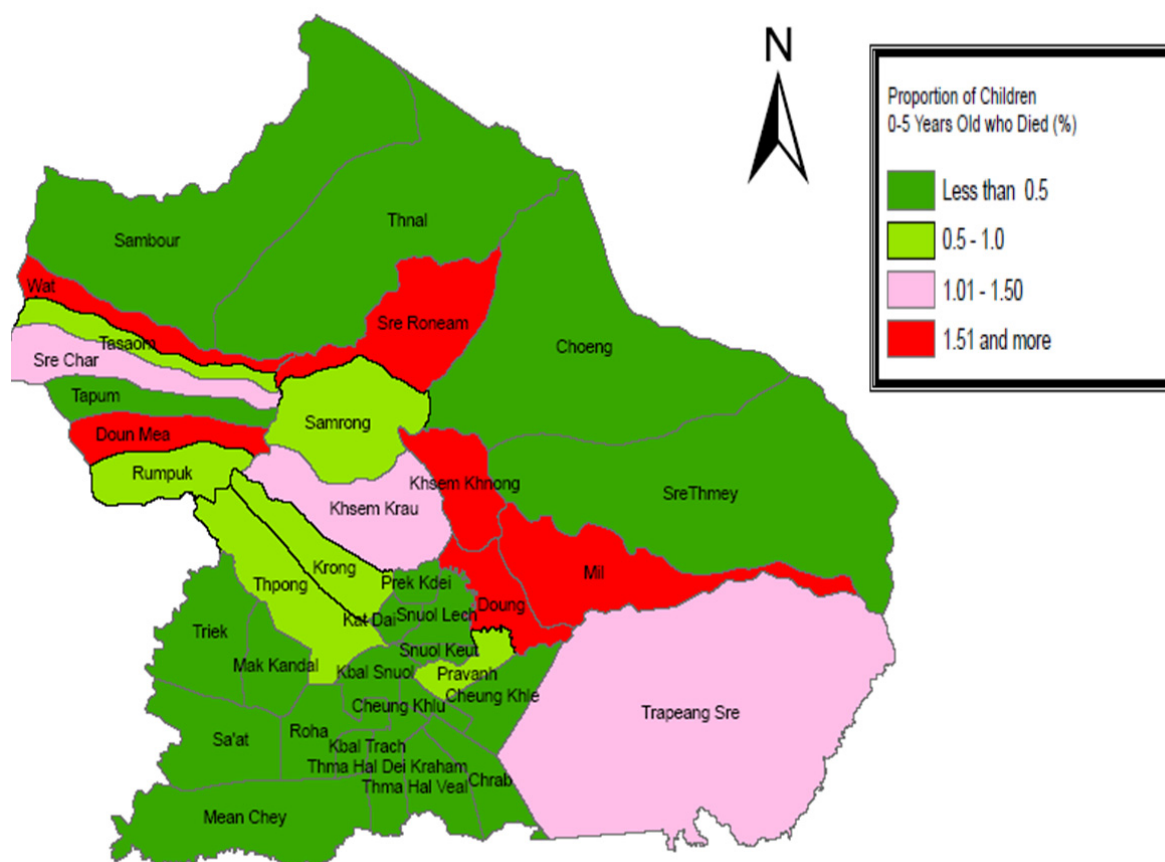 N
Proportion of Children
0-5 Years Old who Died (%)
Less than 0.5
0.5 - 1.0
1.01 - 1.50
1.51 and more
Thnal
Sambour
Wat
Sre Roneam
Tasaom
Choeng
Sre Char
Tapum
Samrong
Doun Mea
Rumpuk
Khsem Khnong
SreThmey
Khsem Krau
Krong
Mil
Prek Kdei
Thpong
Doung
Kat Dai
Snuol Lech
Triek
Snuol Keut
Mak Kandal
Kbal Snuol
Pravanh
Cheung Khle
Cheung Khlu
Trapeang Sre
Roha
Sa'at
Kbal Trach
Thma Hal Dei Kraham
Chrab
Thma Hal Veal
Mean Chey